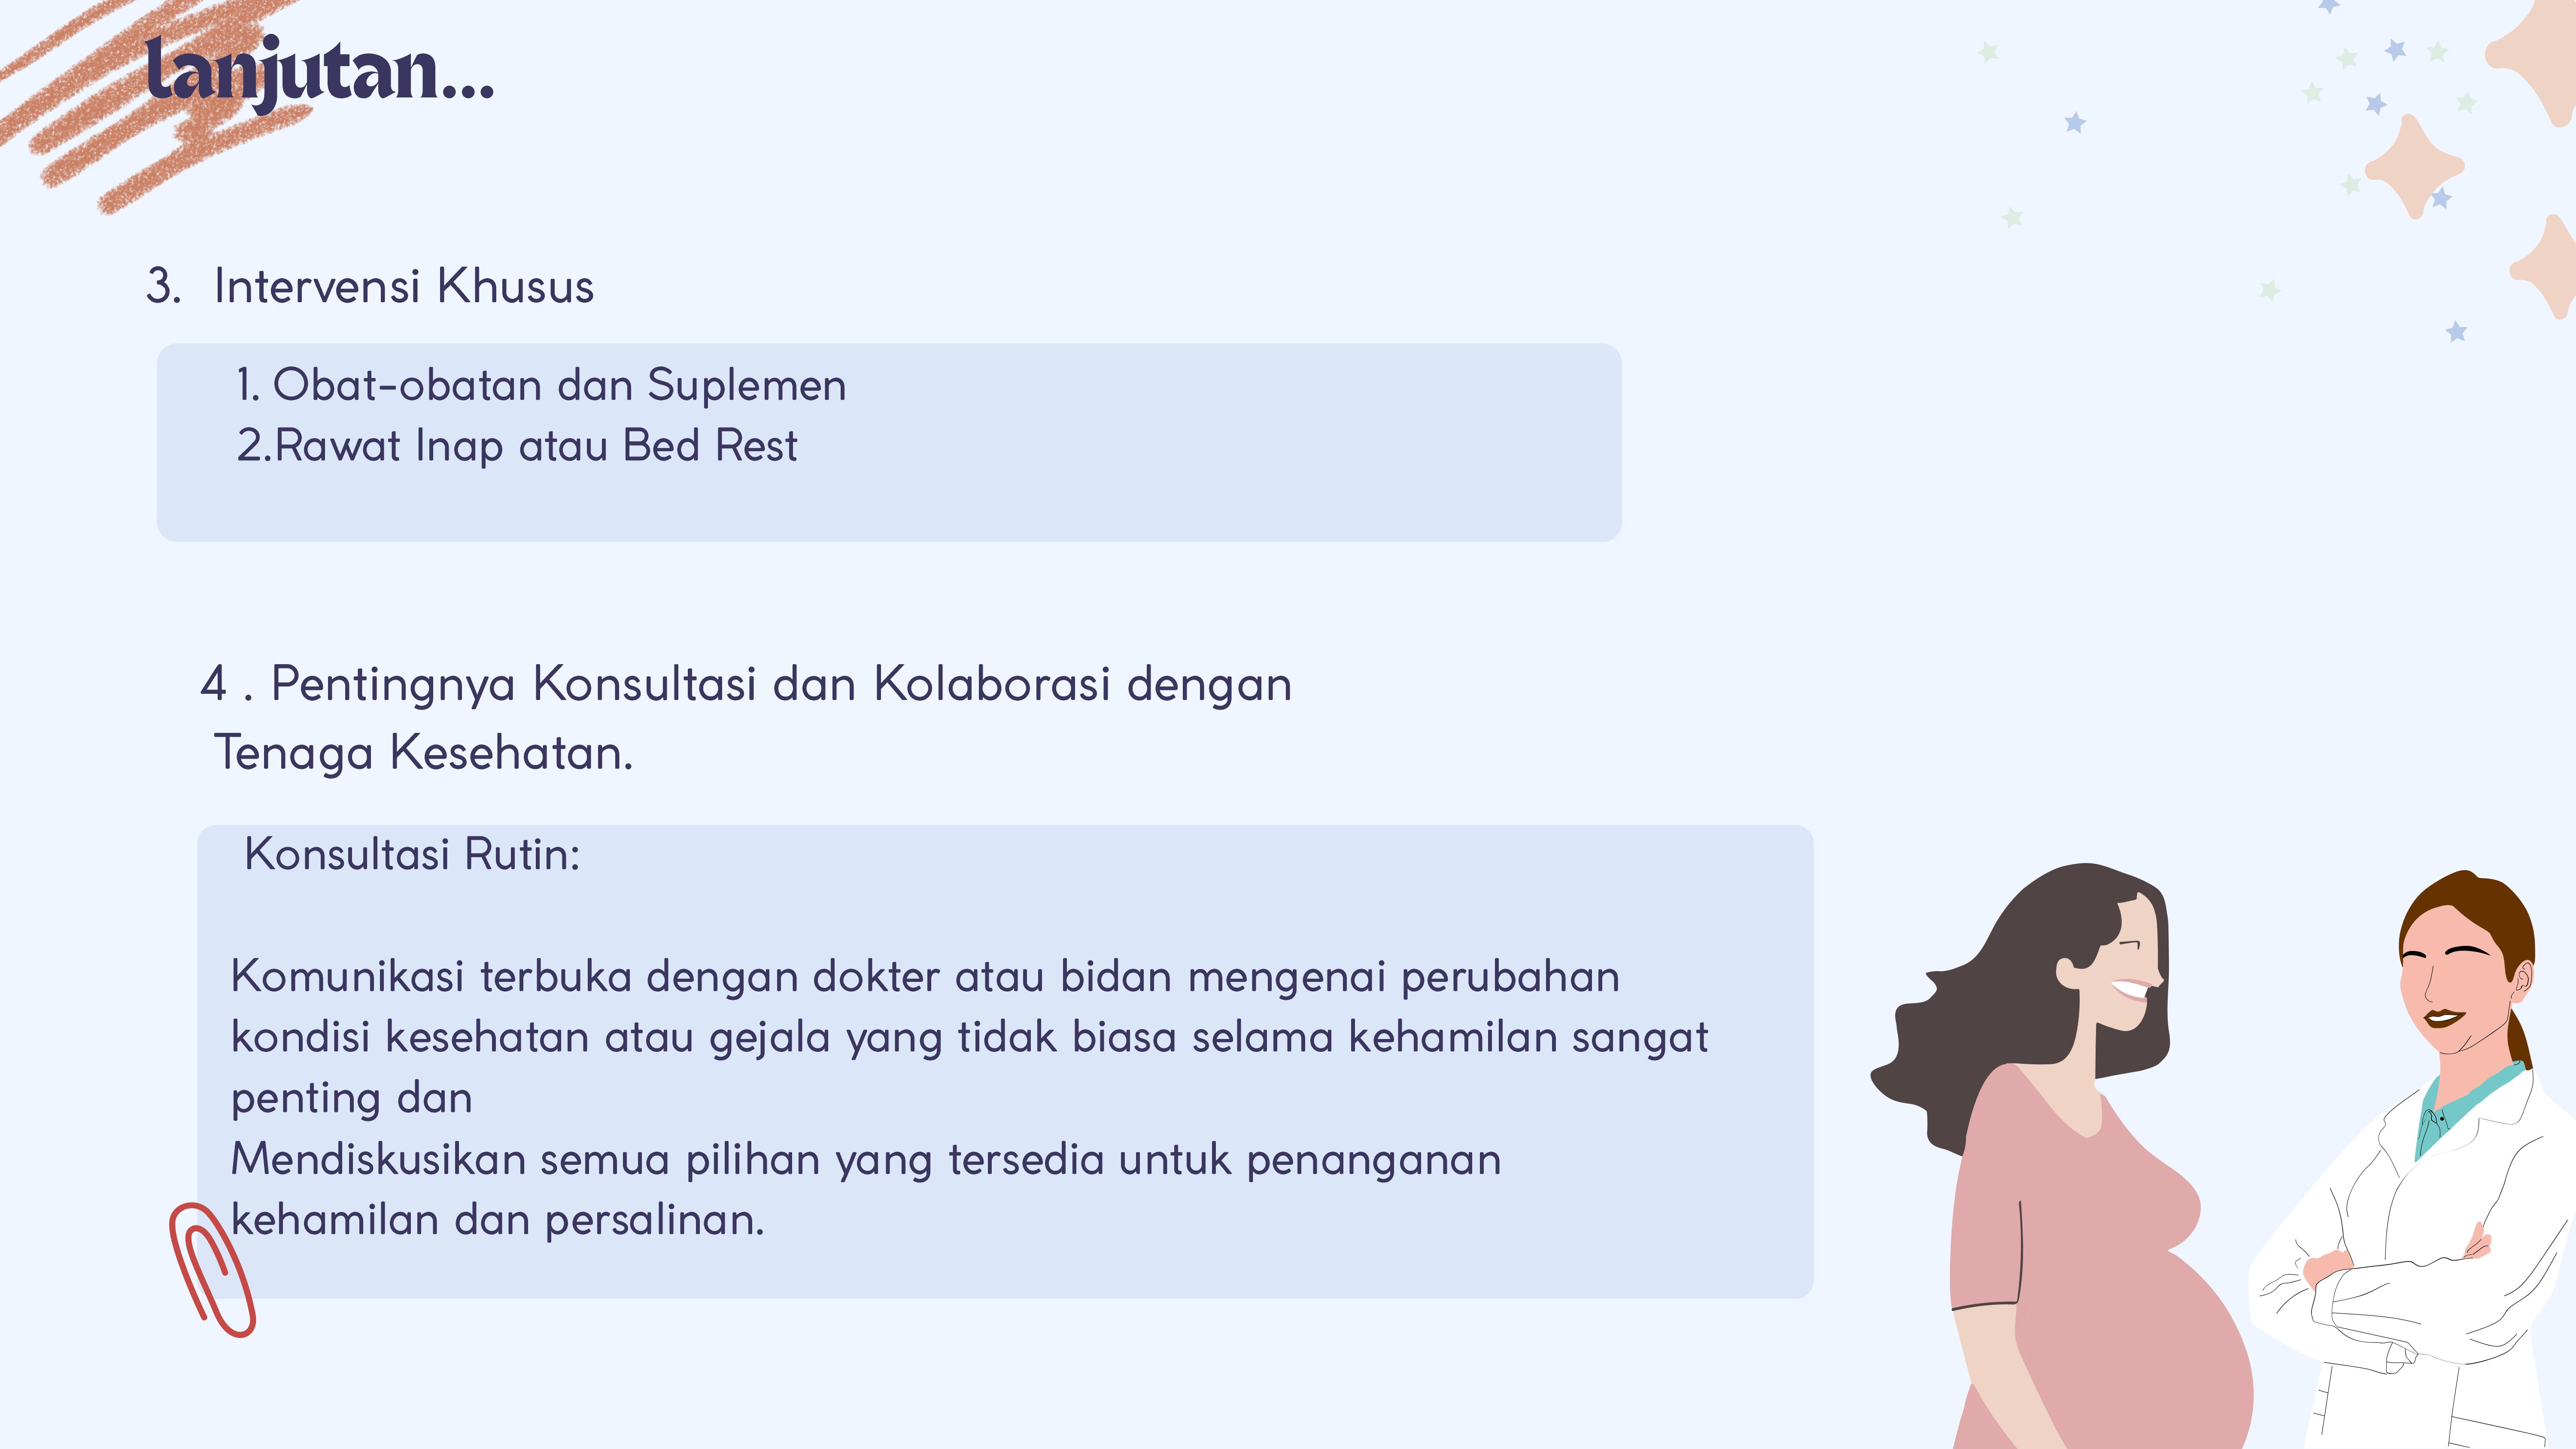 lanjutan...
3. Intervensi Khusus
1. Obat-obatan dan Suplemen
2.Rawat Inap atau Bed Rest
4 . Pentingnya Konsultasi dan Kolaborasi dengan
Tenaga Kesehatan.
Konsultasi Rutin:
Komunikasi terbuka dengan dokter atau bidan mengenai perubahan
kondisi kesehatan atau gejala yang tidak biasa selama kehamilan sangat
penting dan
Mendiskusikan semua pilihan yang tersedia untuk penanganan
kehamilan dan persalinan.